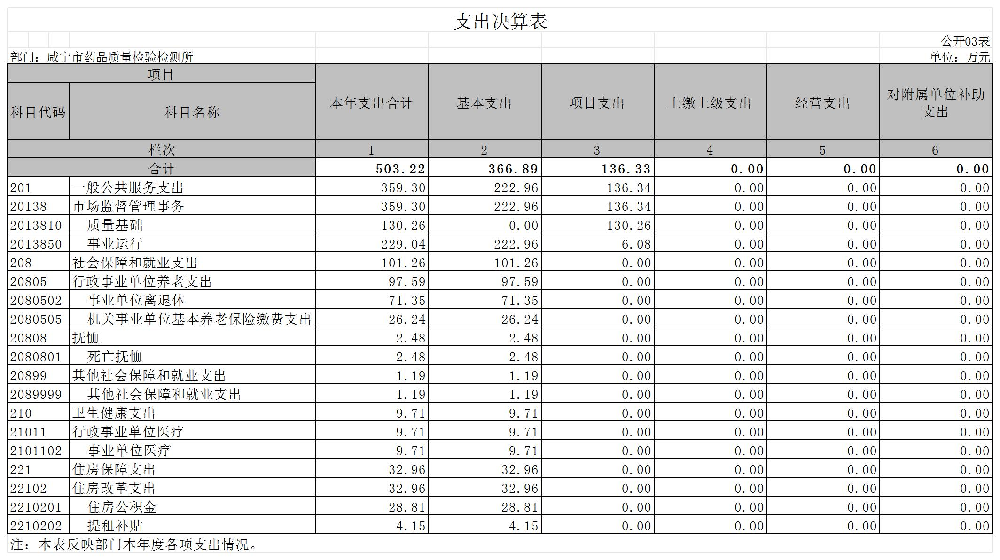 支出决算表
公开03表
部门：咸宁市药品质量检验检测所 单位：万元
项目 本年支出合计 基本支出 项目支出 上缴上级支出 经营支出 对附属单位补助支出
科目代码 科目名称
栏次 1 2 3 4 5 6
合计 503.22 366.89 136.33 0.00 0.00 0.00
201 一般公共服务支出 359.30 222.96 136.34 0.00 0.00 0.00
20138 市场监督管理事务 359.30 222.96 136.34 0.00 0.00 0.00
2013810 质量基础 130.26 0.00 130.26 0.00 0.00 0.00
2013850 事业运行 229.04 222.96 6.08 0.00 0.00 0.00
208 社会保障和就业支出 101.26 101.26 0.00 0.00 0.00 0.00
20805 行政事业单位养老支出 97.59 97.59 0.00 0.00 0.00 0.00
2080502 事业单位离退休 71.35 71.35 0.00 0.00 0.00 0.00
2080505 机关事业单位基本养老保险缴费支出 26.24 26.24 0.00 0.00 0.00 0.00
20808 抚恤 2.48 2.48 0.00 0.00 0.00 0.00
2080801 死亡抚恤 2.48 2.48 0.00 0.00 0.00 0.00
20899 其他社会保障和就业支出 1.19 1.19 0.00 0.00 0.00 0.00
2089999 其他社会保障和就业支出 1.19 1.19 0.00 0.00 0.00 0.00
210 卫生健康支出 9.71 9.71 0.00 0.00 0.00 0.00
21011 行政事业单位医疗 9.71 9.71 0.00 0.00 0.00 0.00
2101102 事业单位医疗 9.71 9.71 0.00 0.00 0.00 0.00
221 住房保障支出 32.96 32.96 0.00 0.00 0.00 0.00
22102 住房改革支出 32.96 32.96 0.00 0.00 0.00 0.00
2210201 住房公积金 28.81 28.81 0.00 0.00 0.00 0.00
2210202 提租补贴 4.15 4.15 0.00 0.00 0.00 0.00
注：本表反映部门本年度各项支出情况。